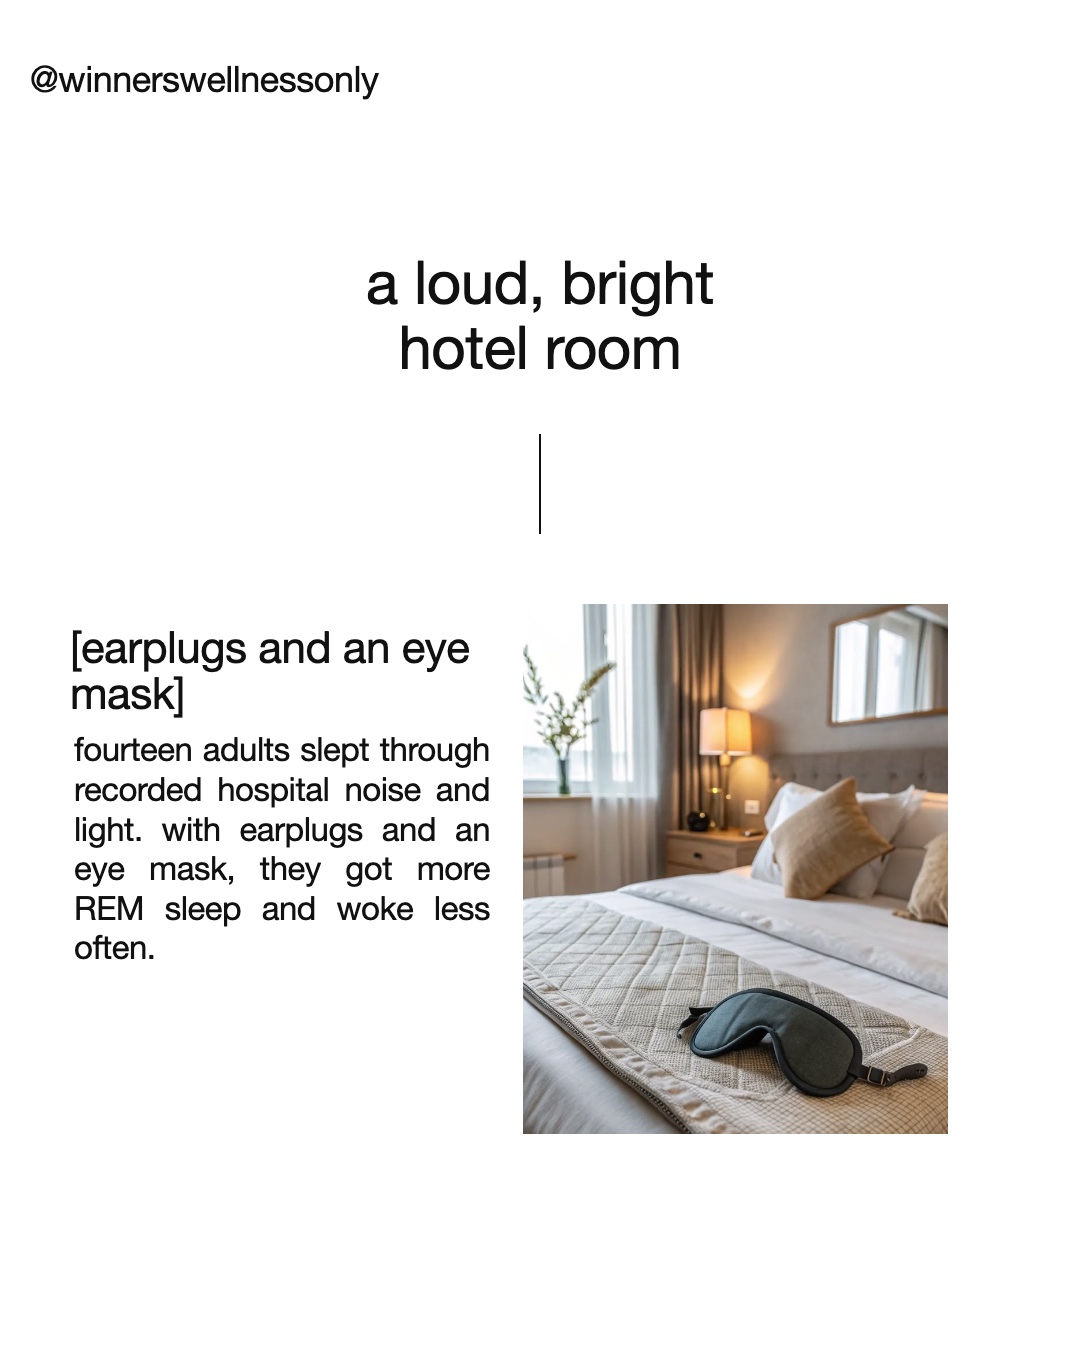 @winnerswellnessonly
a loud, bright
hotel room
[earplugs and an eye
mask]
fourteen adults slept through
recorded hospital noise and
light. with earplugs and an
eye mask, they got more
REM sleep and woke less
often.